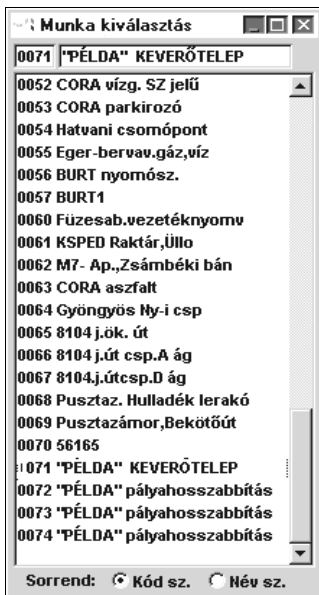 Munka kiválasztás
0071 "PÉLDA" KEVERŐTELEP
0052 CORA vízg. SZ jelű
0053 CORA parkirozó
0054 Hatvani csomópont
0055 Eger-bervav.gáz,víz
0056 BURT nyomósz.
0057 BURT1
0060 Füzesab.vezetéknyomv
0061 KSPED Raktár,Üllo
0062 M7- Ap.,Zsámbéki bán
0063 CORA aszfalt
0064 Gyöngyös Ny-i csp
0065 8104 j.ök. út
0066 8104 j.út csp.A ág
0067 8104.j.útcsp.D ág
0068 Pusztaz. Hulladék lerakó
0069 Pusztazámor,Bekötőút
0070 56165
071 "PÉLDA" KEVERŐTELEP
0072 "PÉLDA" pályahosszabbítás
0073 "PÉLDA" pályahosszabbítás
0074 "PÉLDA" pályahosszabbítás
Sorrend: Kód sz. Név sz.